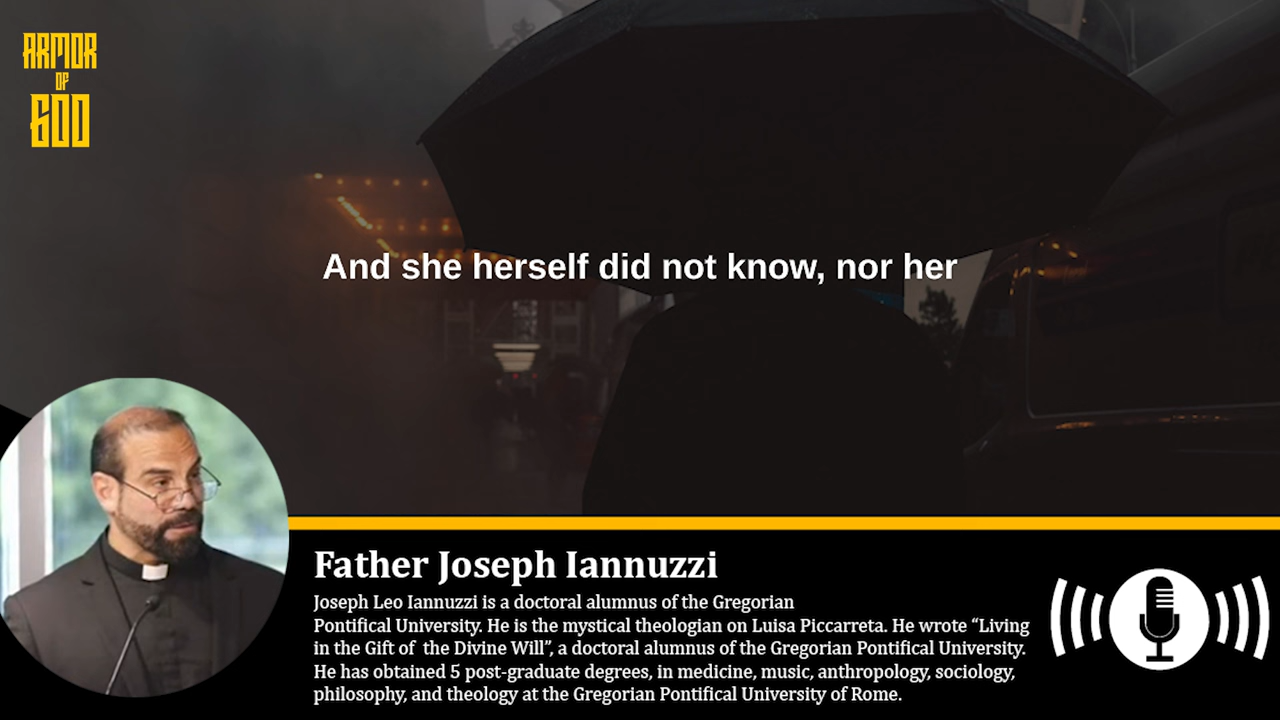 ARMOR
OF
GOD
And she herself did not know, nor her
Father Joseph Iannuzzi
Joseph Leo Iannuzzi is a doctoral alumnus of the Gregorian
Pontifical University. He is the mystical theologian on Luisa Piccarreta. He wrote “Living
in the Gift of the Divine Will”, a doctoral alumnus of the Gregorian Pontifical University.
He has obtained 5 post-graduate degrees, in medicine, music, anthropology, sociology,
philosophy, and theology at the Gregorian Pontifical University of Rome.